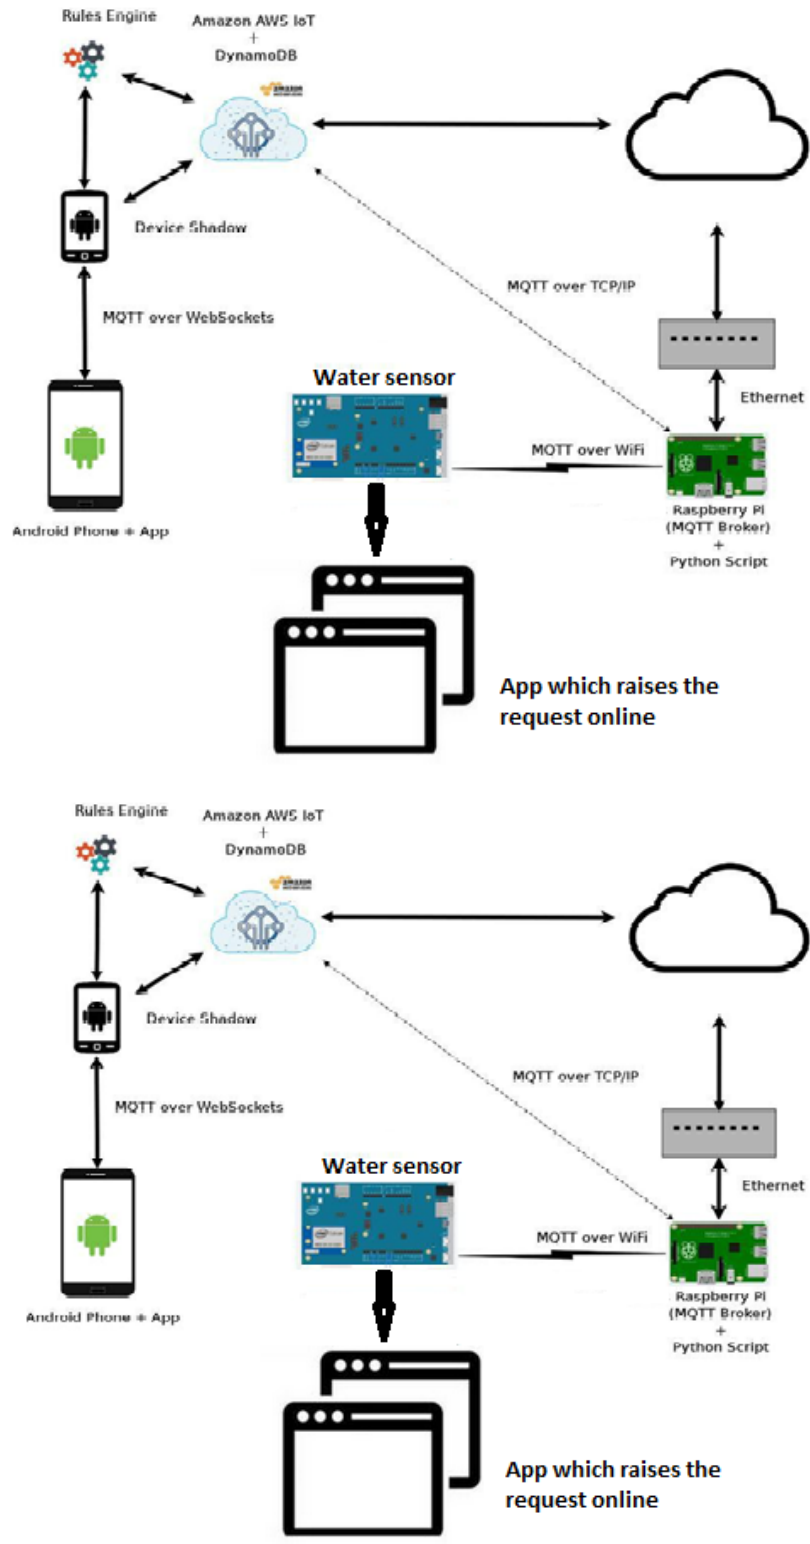 Rules Engine
Amazon AWS IoT
+
DynamoDB
amazon
Device Shadow
MQTT over TCP/IP
MQTT over WebSockets
Water sensor
Ethernet
MQTT over WiFi
Android Phone + App
Raspberry Pi
(MQTT Broker)
+
Python Script
App which raises the
request online
Rules Engine
Amazon AWS IoT
+
DynamoDB
amazon
Device Shadow
MQTT over TCP/IP
MQTT over WebSockets
Water sensor
Ethernet
MQTT over WiFi
Android Phone + App
Raspberry Pi
(MQTT Broker)
+
Python Script
App which raises the
request online